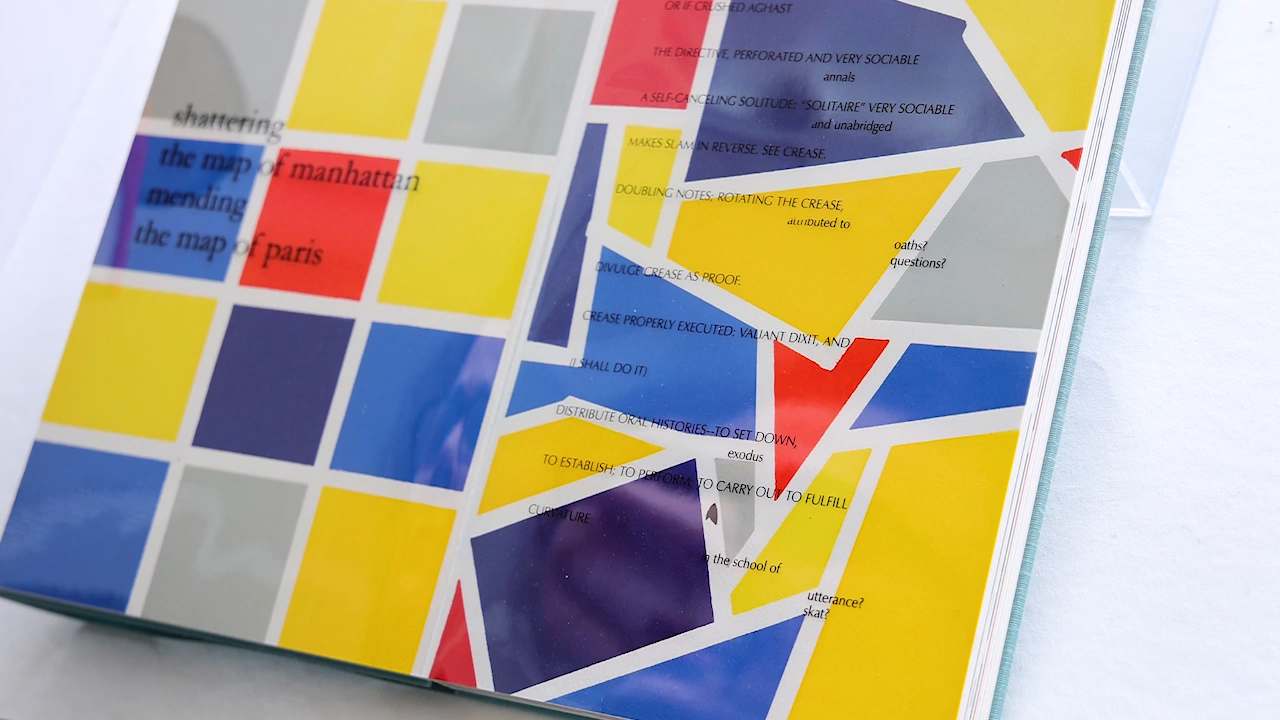 shattering
the map of manhattan
mending
the map of paris
OR IF CRUSHED AGHAST
THE DIRECTIVE, PERFORATED AND VERY SOCIABLE
annals
A SELF-CANCELING SOLITUDE: "SOLITAIRE" VERY SOCIABLE
and unabridged
MAKES SLAM IN REVERSE. SEE CREASE.
DOUBLING NOTES; ROTATING THE CREASE,
attributed to
oaths?
questions?
DIVULGE CREASE AS PROOF.
CREASE PROPERLY EXECUTED: VALIANT DIXIT, AND
(I SHALL DO IT)
DISTRIBUTE ORAL HISTORIES--TO SET DOWN,
exodus
TO ESTABLISH; TO PERFORM; TO CARRY OUT TO FULFILL
CURVATURE
in the school of
utterance?
skat?